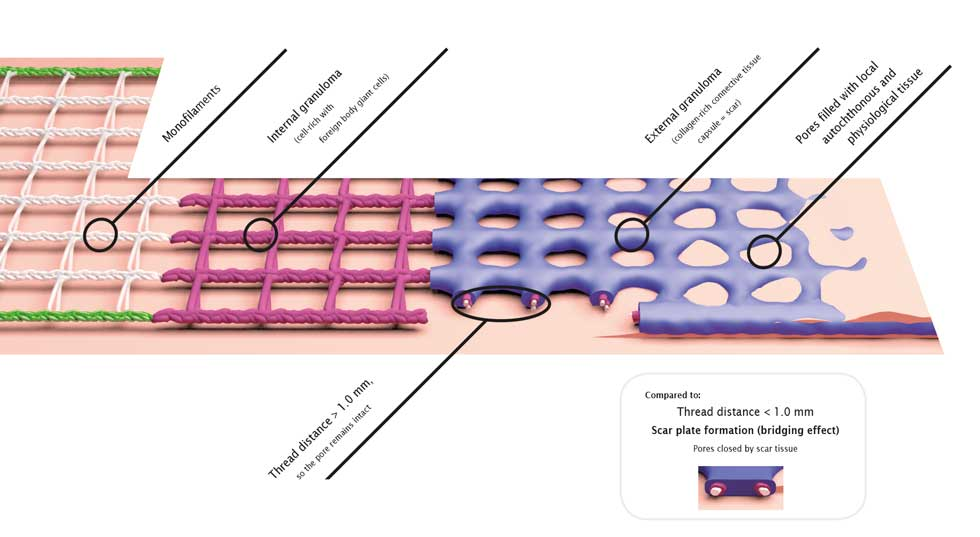 Monofilaments
Internal granuloma
(cell-rich with
foreign body giant cells)
External granuloma
(collagen-rich connective tissue
capsule = scar)
Pores filled with local
autochthonous and
physiological tissue
Thread distance > 1.0 mm,
so the pore remains intact
Compared to:
Thread distance < 1.0 mm
Scar plate formation (bridging effect)
Pores closed by scar tissue